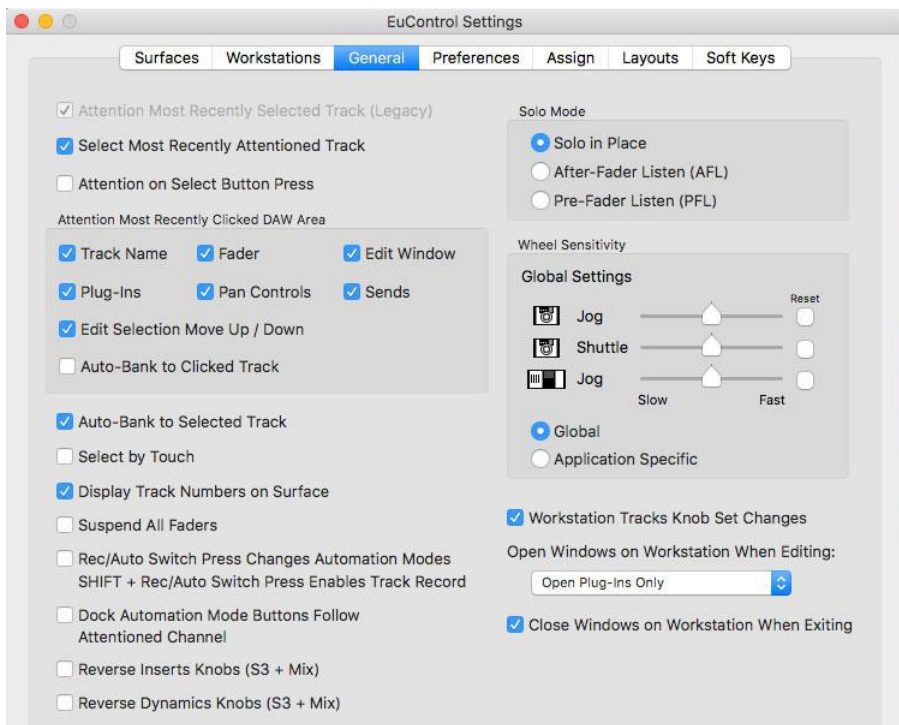 EuControl Settings
Surfaces Workstations General Preferences Assign Layouts Soft Keys
Attention Most Recently Selected Track (Legacy)
Select Most Recently Attentioned Track
Attention on Select Button Press
Attention Most Recently Clicked DAW Area
Track Name Fader Edit Window
Plug-Ins Pan Controls Sends
Edit Selection Move Up / Down
Auto-Bank to Clicked Track
Auto-Bank to Selected Track
Select by Touch
Display Track Numbers on Surface
Suspend All Faders
Rec/Auto Switch Press Changes Automation Modes
SHIFT + Rec/Auto Switch Press Enables Track Record
Dock Automation Mode Buttons Follow
Attentioned Channel
Reverse Inserts Knobs (S3 + Mix)
Reverse Dynamics Knobs (S3 + Mix)
Solo Mode
Solo in Place
After-Fader Listen (AFL)
Pre-Fader Listen (PFL)
Wheel Sensitivity
Global Settings
Reset
Jog
Shuttle
Jog
Slow Fast
Global
Application Specific
Workstation Tracks Knob Set Changes
Open Windows on Workstation When Editing:
Open Plug-Ins Only
Close Windows on Workstation When Exiting